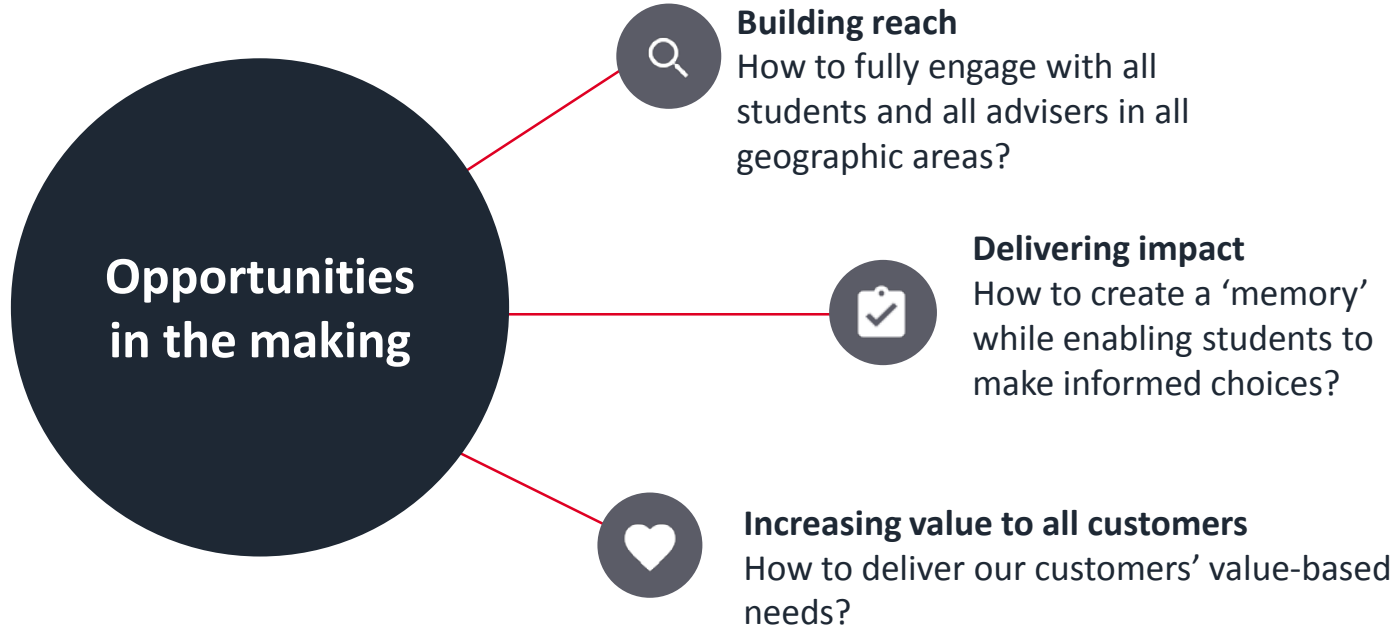 Opportunities
in the making
Building reach
How to fully engage with all
students and all advisers in all
geographic areas?
Delivering impact
How to create a ‘memory’
while enabling students to
make informed choices?
Increasing value to all customers
How to deliver our customers’ value-based
needs?